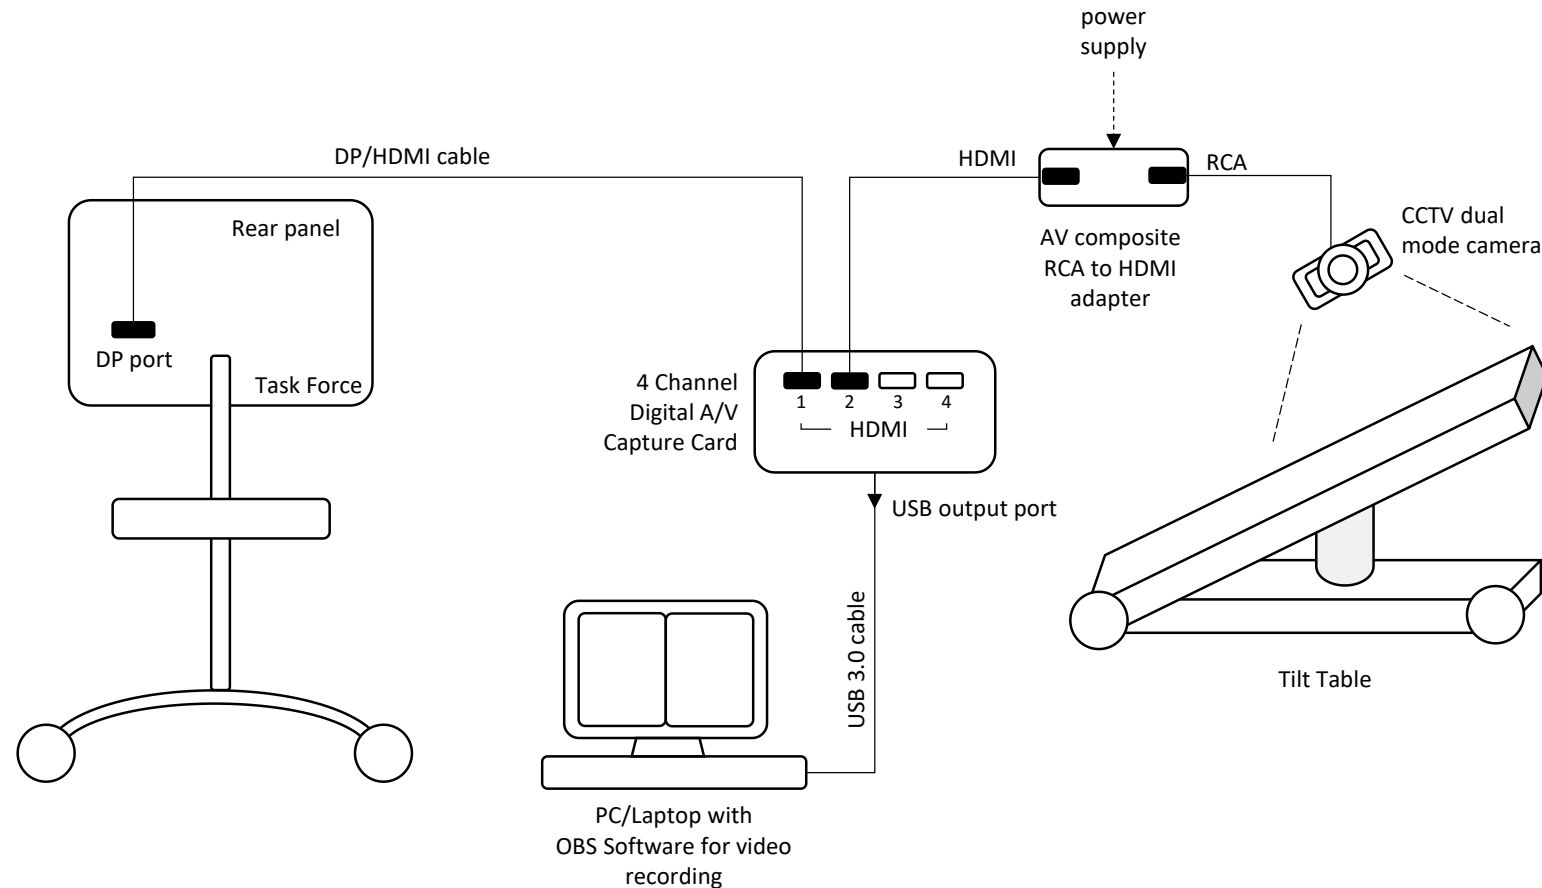 power
supply
DP/HDMI cable
HDMI
RCA
Rear panel
CCTV dual
mode camera
AV composite
RCA to HDMI
adapter
DP port
Task Force
4 Channel
Digital A/V
Capture Card
1 2 3 4
HDMI
USB output port
USB 3.0 cable
Tilt Table
PC/Laptop with
OBS Software for video
recording